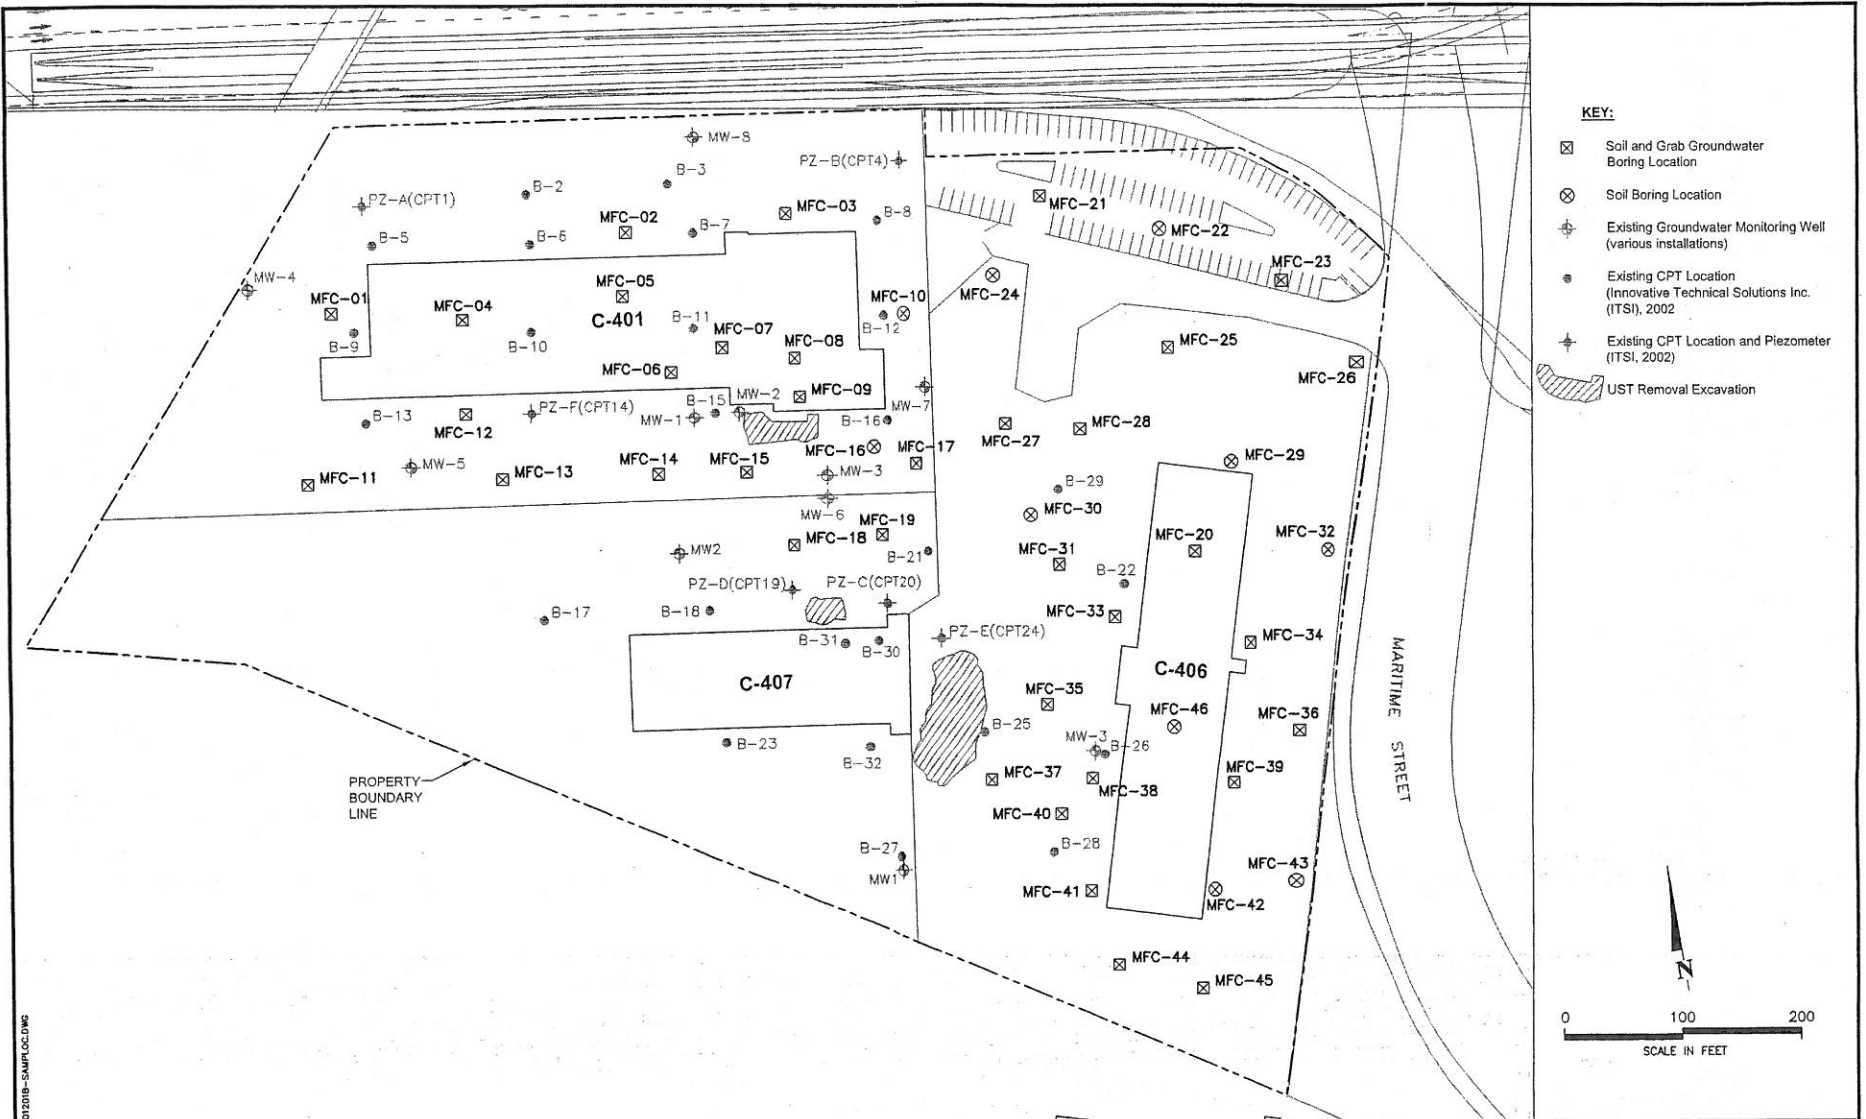 MW-8
B-3
PZ-B(CPT4)
B-2
PZ-A(CPT1)
MFC-03
MFC-02
B-7
B-8
B-5
B-6
MFC-21
MFC-22
MFC-23
MW-4
MFC-01
MFC-05
MFC-04
C-401
MFC-10
MFC-24
B-11
MFC-07
B-12
B-9
B-10
MFC-08
MFC-25
MFC-06
MFC-26
MFC-09
MW-2
MW-7
B-15
PZ-F(CPT14)
MW-1
B-13
MFC-12
B-16
MFC-28
MFC-27
MFC-16
MFC-17
MFC-14
MFC-15
MW-5
MW-3
MFC-13
MFC-11
MFC-29
B-29
MW-6
MFC-30
MFC-19
MFC-18
MFC-20
MFC-32
MW2
B-21
MFC-31
PZ-D(CPT19)
PZ-C(CPT20)
B-22
B-17
B-18
MFC-33
PZ-E(CPT24)
B-31
B-30
MFC-34
C-407
C-406
MFC-35
MFC-46
MFC-36
B-25
MW-3
B-26
B-23
B-32
MFC-37
MFC-38
MFC-39
PROPERTY
BOUNDARY
LINE
MFC-40
B-27
B-28
MW1
MFC-41
MFC-43
MFC-42
MFC-44
MFC-45
MARITIME STREET
KEY:
Soil and Grab Groundwater
Boring Location
Soil Boring Location
Existing Groundwater Monitoring Well
(various installations)
Existing CPT Location
(Innovative Technical Solutions Inc.
(ITSI), 2002
Existing CPT Location and Piezometer
(ITSI, 2002)
UST Removal Excavation
N
0 100 200
SCALE IN FEET
01201B-SAMPLOC.DWG